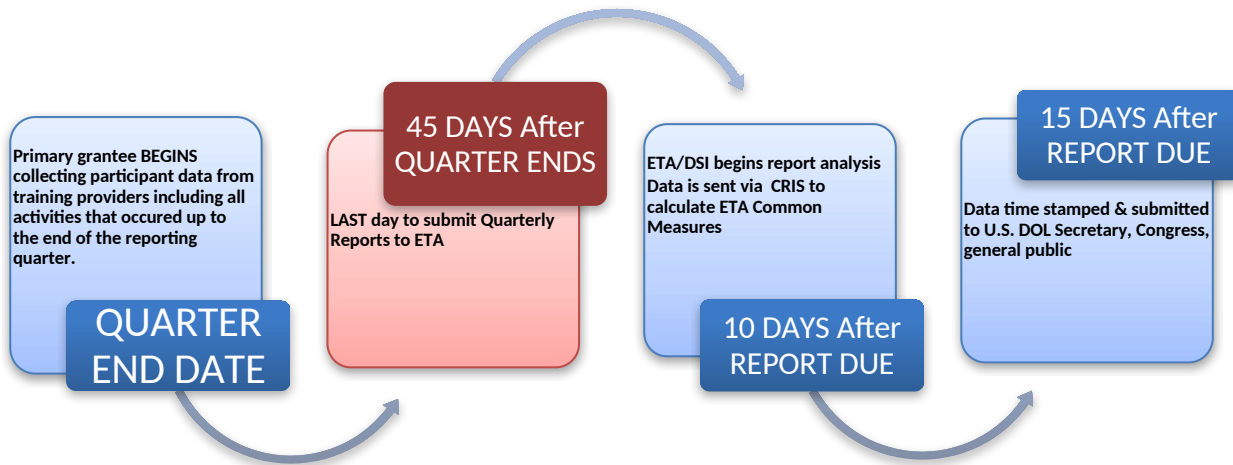 Primary grantee BEGINS
collecting participant data from
training providers including all
activities that occured up to
the end of the reporting
quarter.
QUARTER
END DATE
45 DAYS After
QUARTER ENDS
LAST day to submit Quarterly
Reports to ETA
ETA/DSI begins report analysis
Data is sent via CRIS to
calculate ETA Common
Measures
10 DAYS After
REPORT DUE
15 DAYS After
REPORT DUE
Data time stamped & submitted
to U.S. DOL Secretary, Congress,
general public